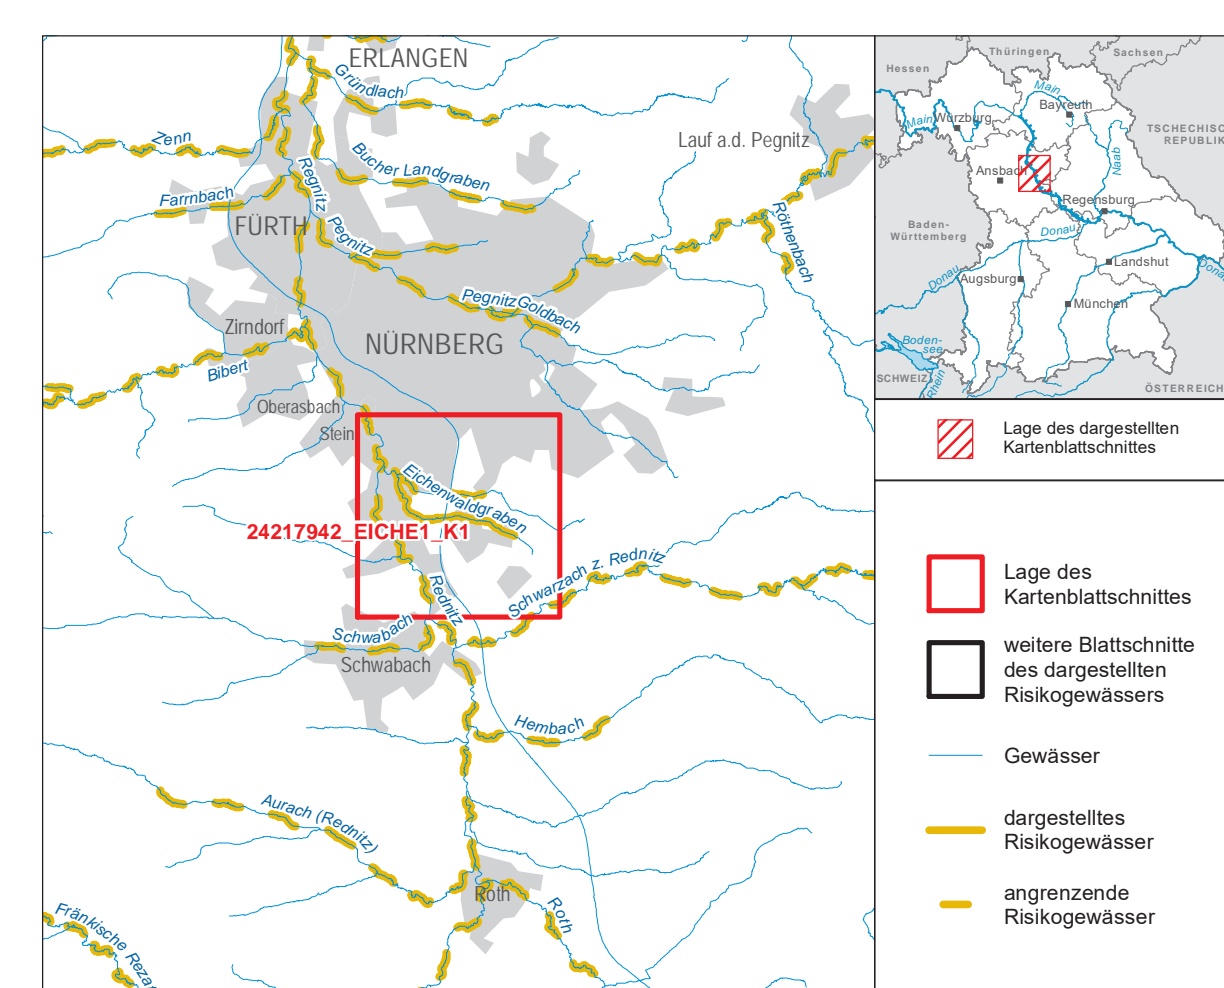 ERLANGEN
Gründlach
Zenn
Lauf a.d. Pegnitz
Bucher Landgraben
Regnitz
Farrnbach
FÜRTH
Pegnitz
Röthenbach
Pegnitz
Goldbach
Zirndorf
NÜRNBERG
Bibert
Oberasbach
Stein
Eichenwaldgraben
24217942_EICHE1_K1
Schwarzach z. Rednitz
Rednitz
Schwabach
Schwabach
Hembach
Aurach (Rednitz)
Roth
Roth
Fränkische Reza
Thüringen
Sachsen
Hessen
Main
Bayreuth
Main
Würzburg
TSCHECHISC
REPUBLIK
Naab
Ansbach
Regensburg
Baden-
Württemberg
Donau
Donau
Landshut
Dona
Augsburg
München
Boden-
see
SCHWEIZ
Rhein
ÖSTERREICH
Lage des dargestellten
Kartenblattschnittes
Lage des
Kartenblattschnittes
weitere Blattschnitte
des dargestellten
Risikogewässers
Gewässer
dargestelltes
Risikogewässer
angrenzende
Risikogewässer